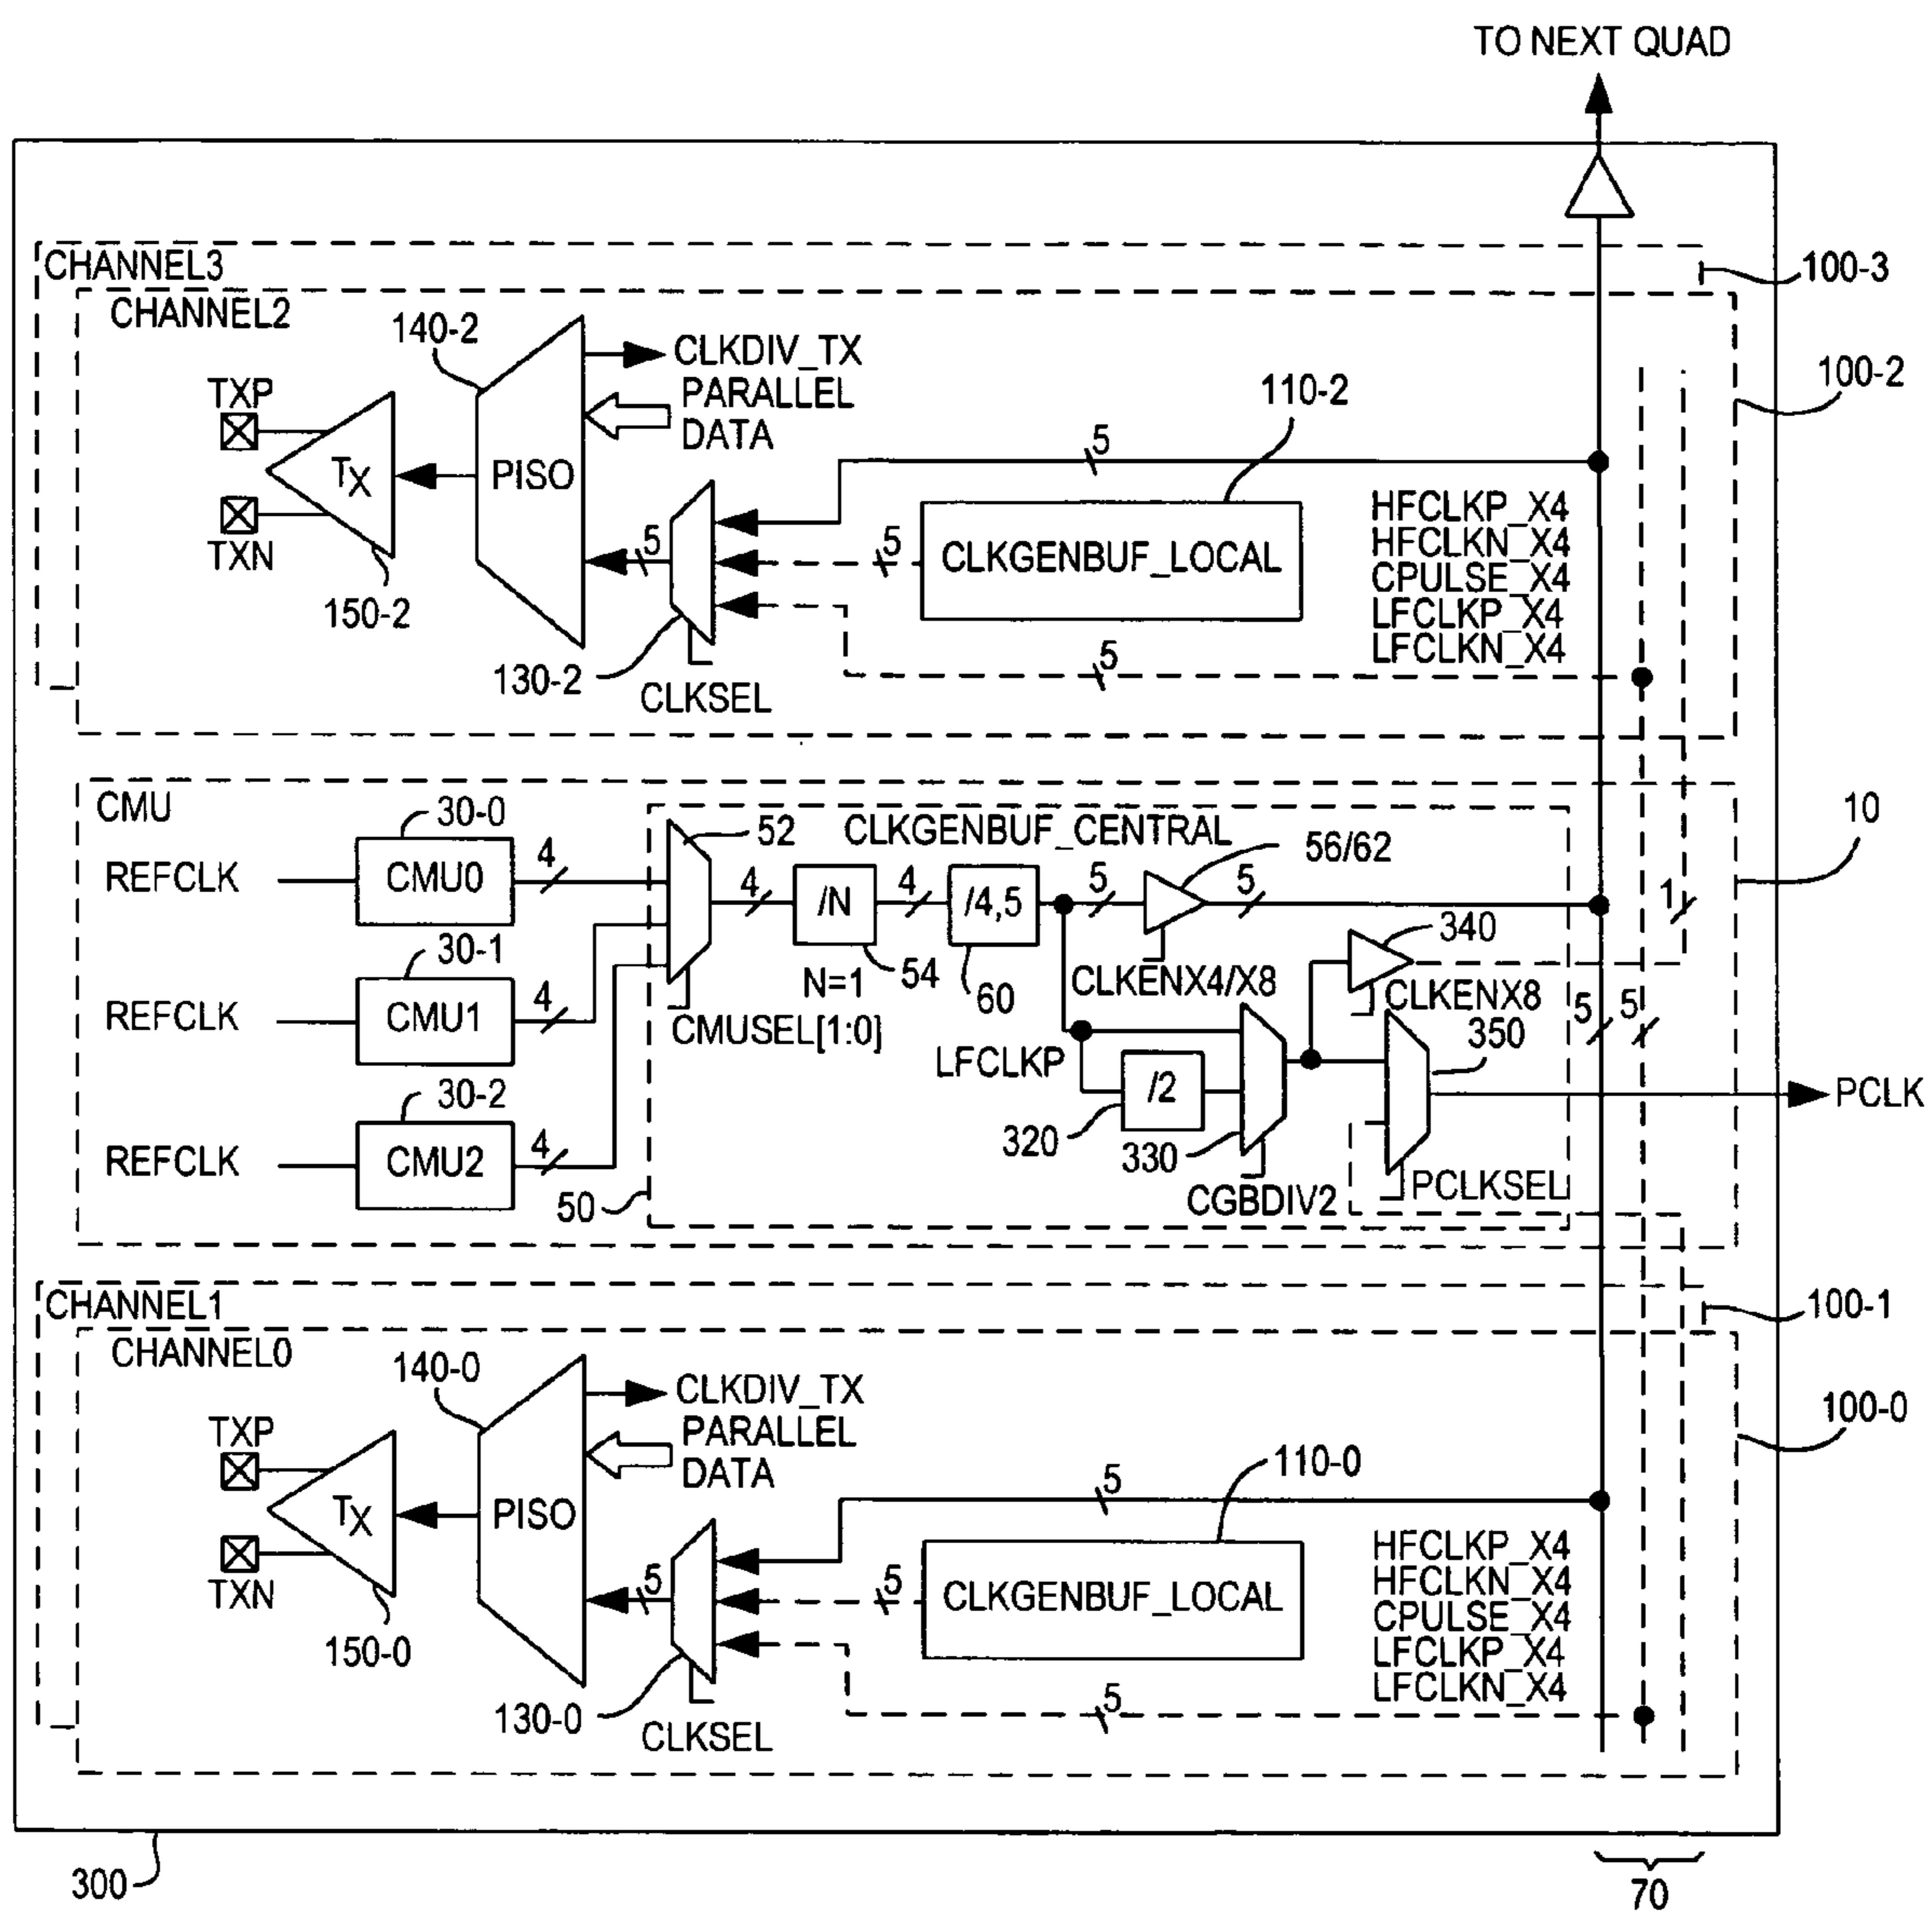 TO NEXT QUAD
CHANNEL3
100-3
CHANNEL2
140-2
CLKDIV_TX
PARALLEL
DATA
110-2
100-2
TXP
TX
TXN
PISO
5
5
5
CLKGENBUF_LOCAL
HFCLKP_X4
HFCLKN_X4
CPULSE_X4
LFCLKP_X4
LFCLKN_X4
150-2
130-2
CLKSEL
5
CMU
30-0
52
CLKGENBUF_CENTRAL
56/62
10
REFCLK
CMU0
4
4
/N
4
/4,5
5
5
1
340
30-1
N=1
54
60
CLKENX4/X8
CLKENX8
REFCLK
CMU1
4
CMUSEL[1:0]
5
5
350
LFCLKP
/2
PCLK
30-2
320
330
REFCLK
CMU2
4
50
CGBDIV2
PCLKSEL
CHANNEL1
100-1
CHANNEL0
140-0
CLKDIV_TX
PARALLEL
DATA
110-0
100-0
TXP
TX
TXN
PISO
5
5
5
CLKGENBUF_LOCAL
HFCLKP_X4
HFCLKN_X4
CPULSE_X4
LFCLKP_X4
LFCLKN_X4
150-0
130-0
CLKSEL
5
300
70